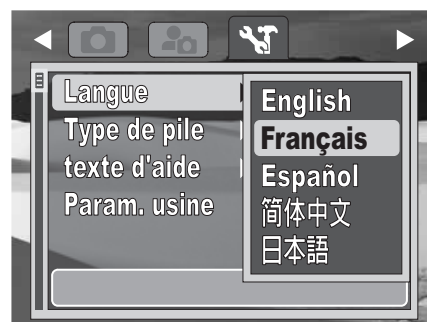 Langue
Type de pile
texte d'aide
Param. usine
English
Français
Español
简体中文
日本語